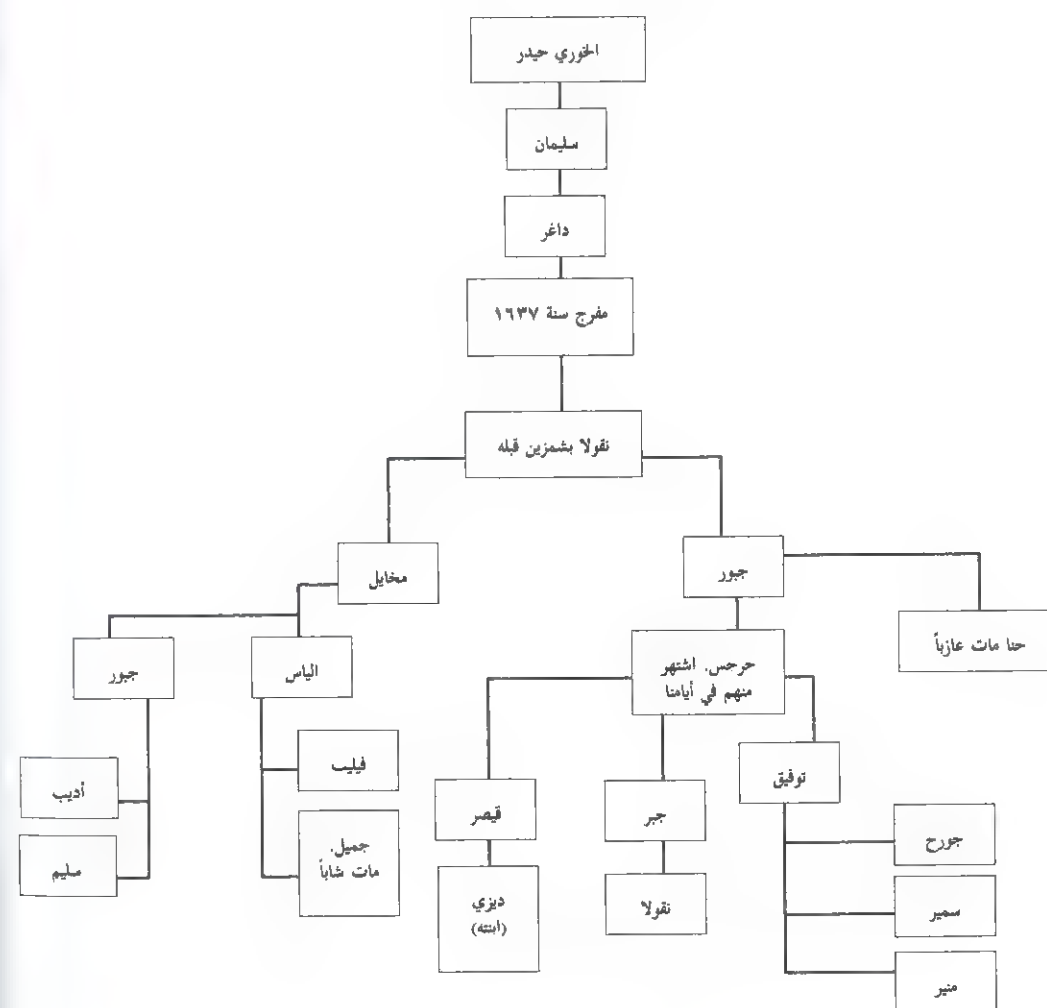 الخوري حيدر
سليمان
داغر
مفرج سنة ١٦٣٧
نقولا بشمزين قبله
جبور
مخايل
حنا مات عازباً
حرجس. اشتهر
منهم في أيامنا
الياس
جبور
توفيق
جبر
قيصر
فيليب
أديب
جميل.
مات شاباً
سليم
جورج
سمير
منير
نقولا
ديزي
(ابنته)